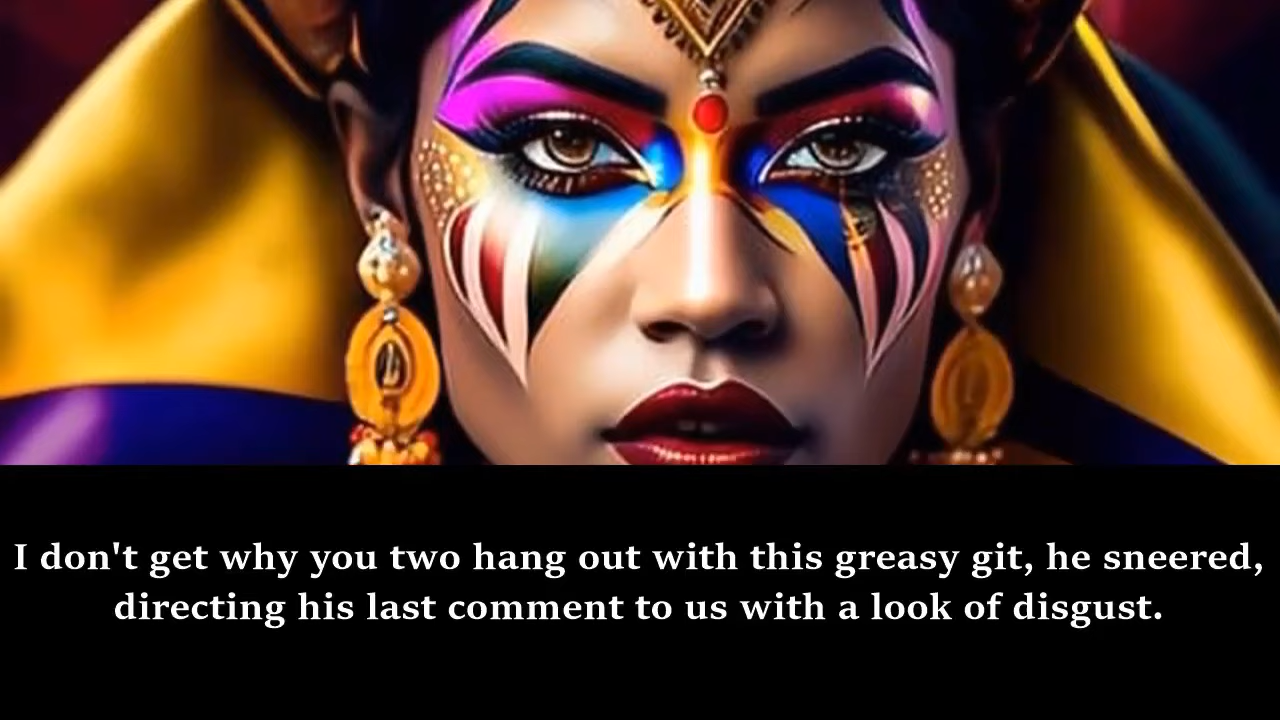 I don't get why you two hang out with this greasy git, he sneered,
directing his last comment to us with a look of disgust.